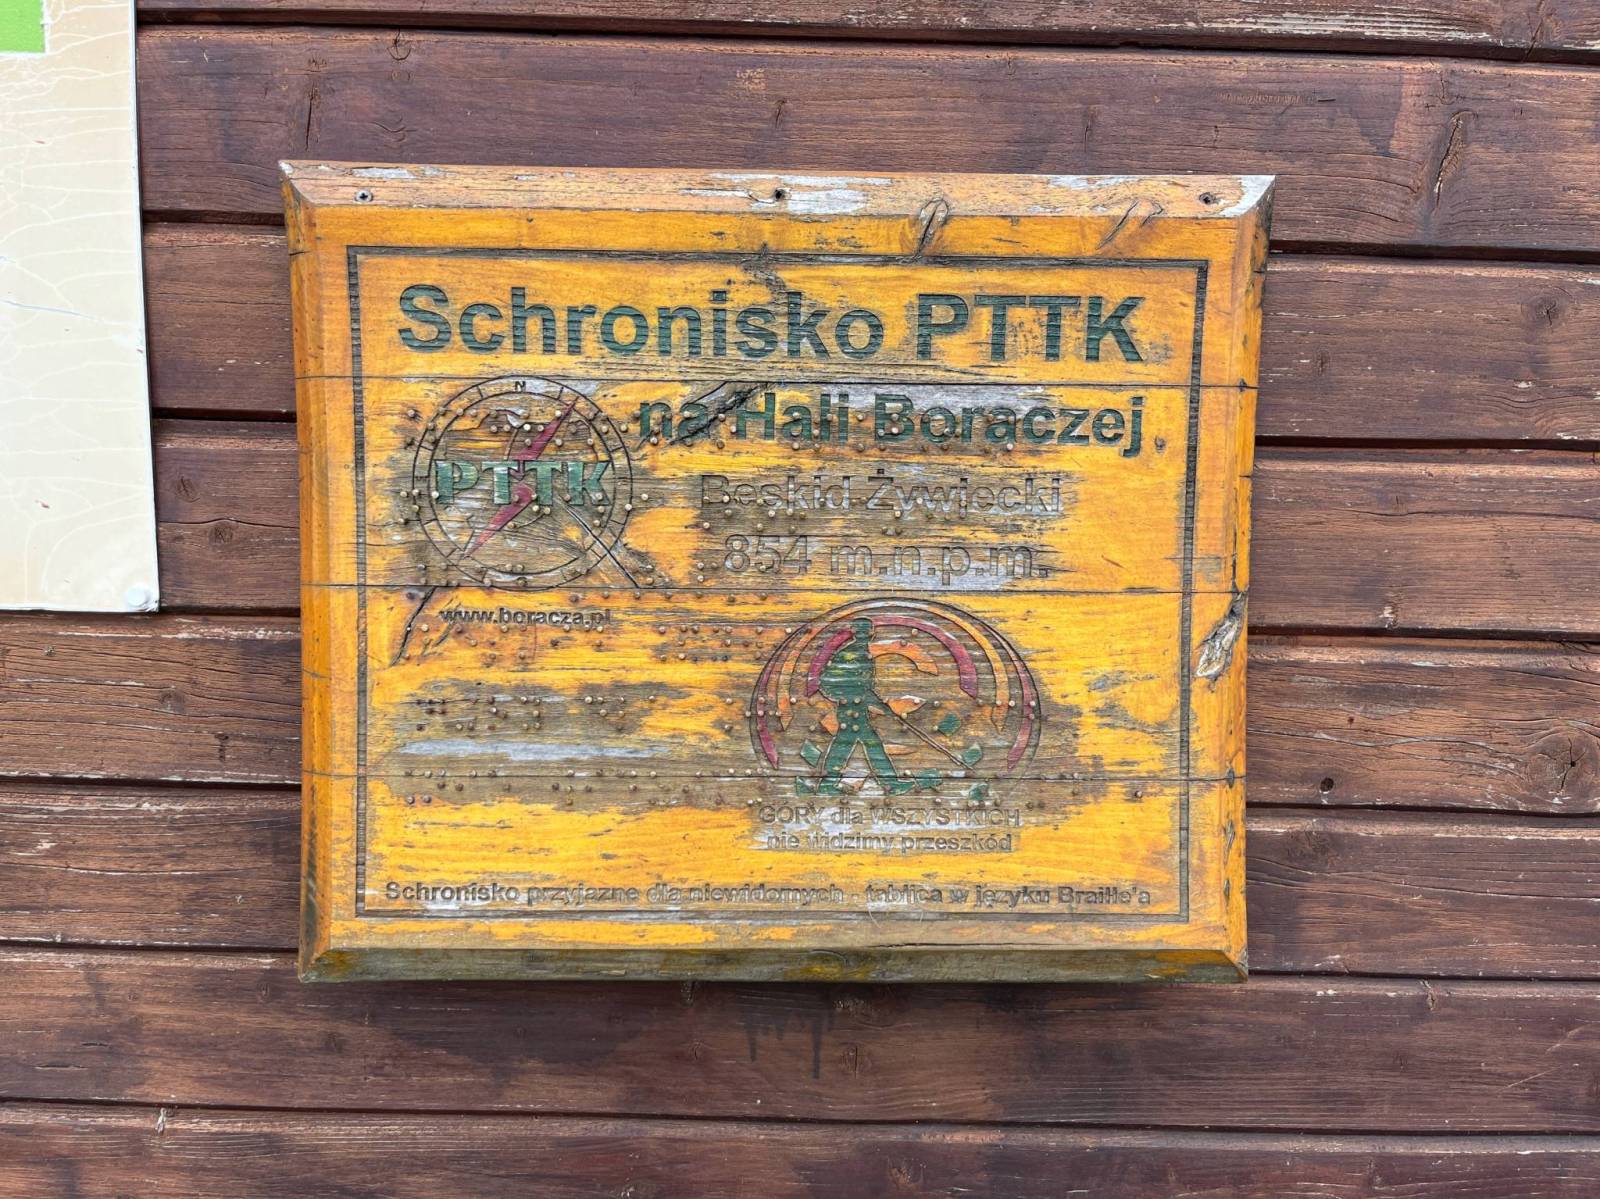 Schronisko PTTK
na Hali Boraczej
N
PTTK
Beskid Żywiecki
854 m.n.p.m.
www.boracza.pl
GÓRY dla WSZYSTKICH
nie widzimy przeszkód
Schronisko przyjazne dla niewidomych - tablica w języku Braille'a